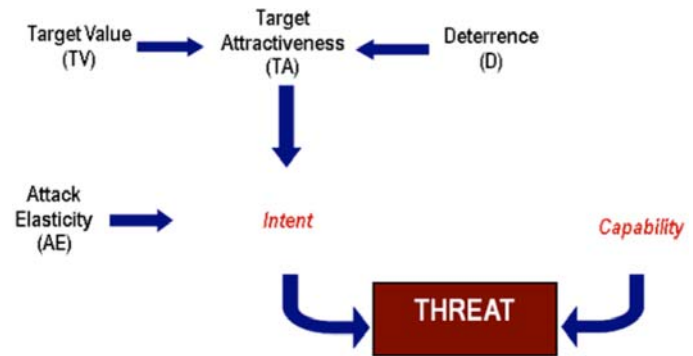 Target Value
(TV)
Target
Attractiveness
(TA)
Deterrence
(D)
Attack
Elasticity
(AE)
Intent
Capability
THREAT